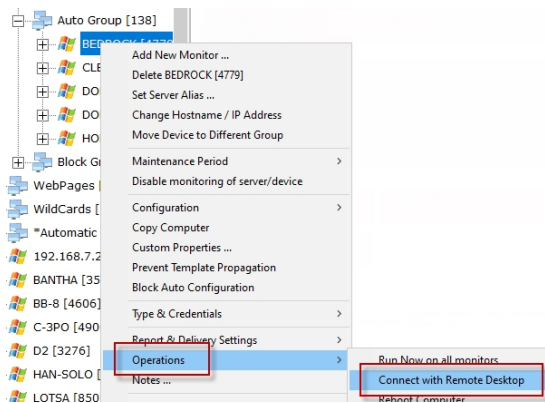 Auto Group [138]
BEDROCK [4779
CLE
DO
DO
HO
Block Gr
WebPages [
WildCards [
*Automatic
192.168.7.2
BANTHA [35
BB-8 [4606]
C-3PO [490
D2 [3276]
HAN-SOLO [
LOTSA [850
Add New Monitor ...
Delete BEDROCK [4779]
Set Server Alias ...
Change Hostname / IP Address
Move Device to Different Group
Maintenance Period
Disable monitoring of server/device
Configuration
Copy Computer
Custom Properties ...
Prevent Template Propagation
Block Auto Configuration
Type & Credentials
Report & Delivery Settings
Operations
Notes ...
Run Now on all monitors
Connect with Remote Desktop
Reboot Computer